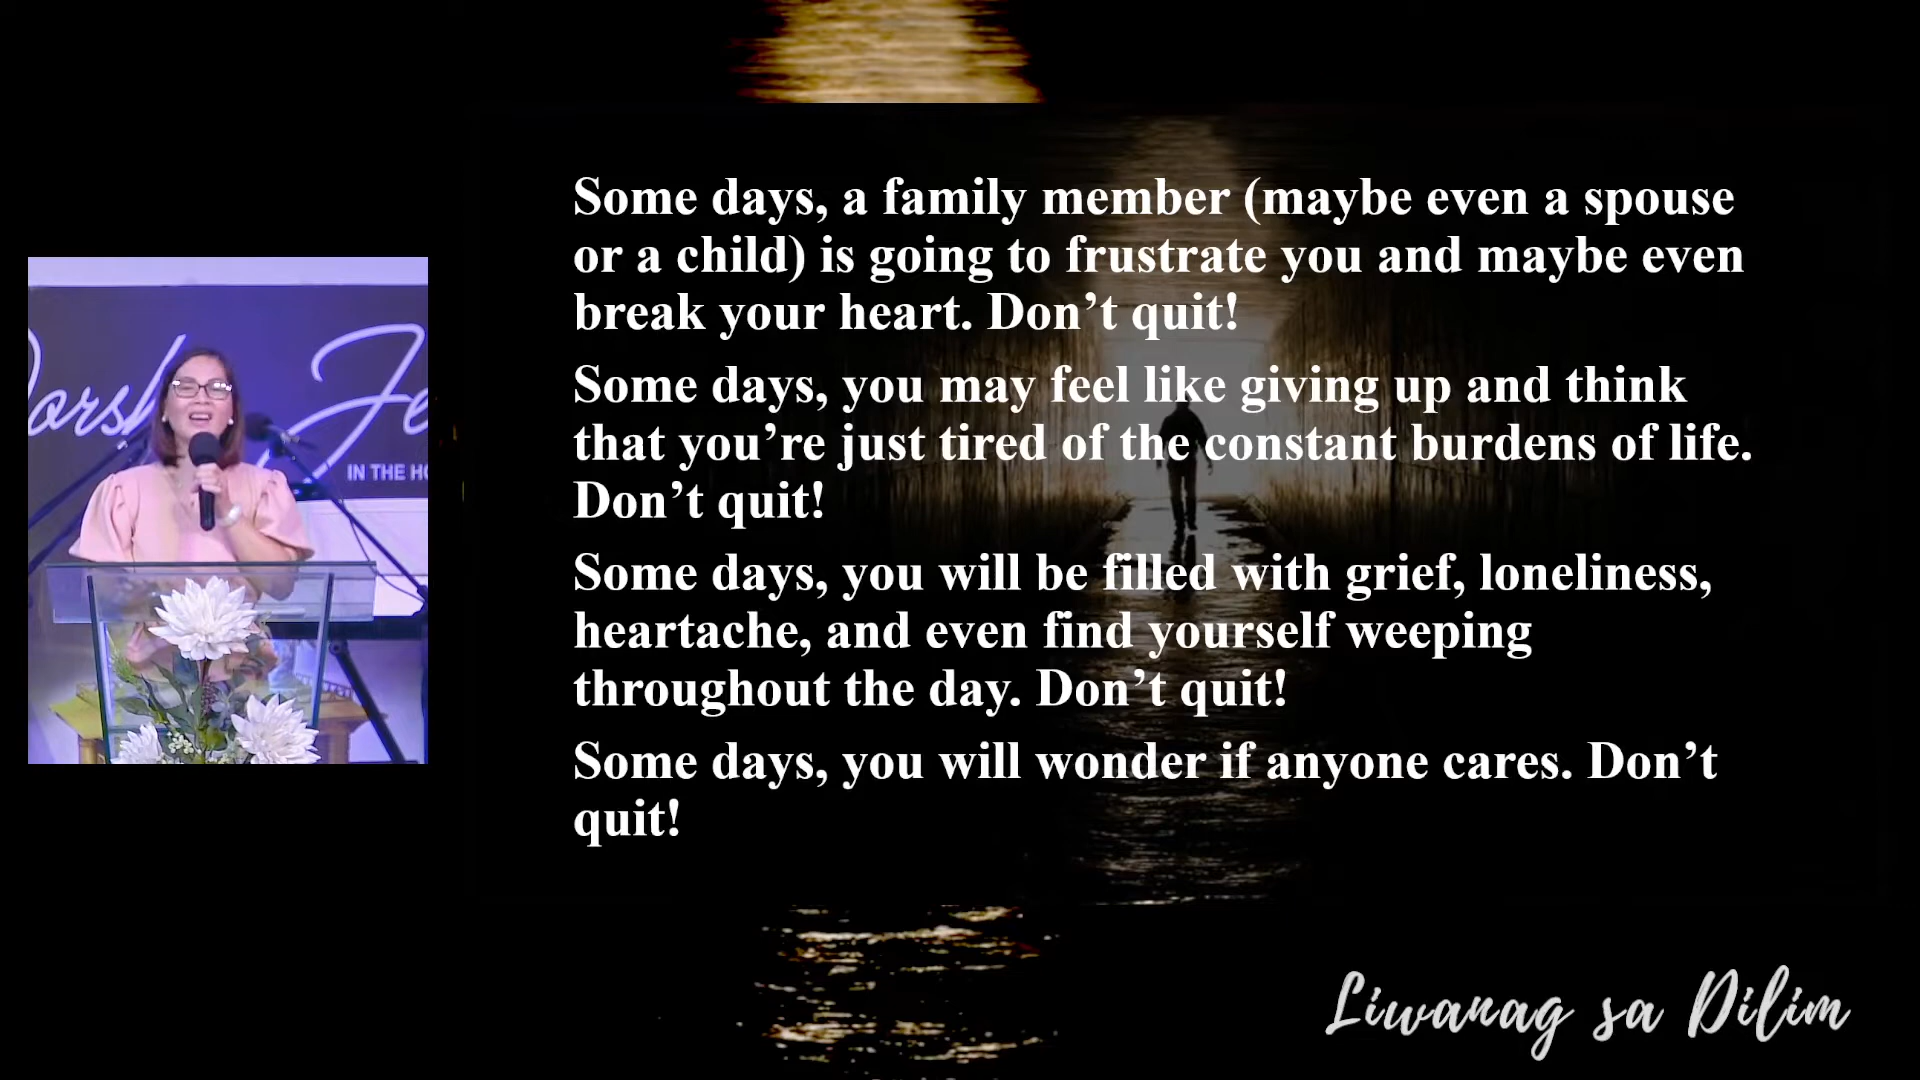 Some days, a family member (maybe even a spouse
or a child) is going to frustrate you and maybe even
break your heart. Don’t quit!
Some days, you may feel like giving up and think
that you’re just tired of the constant burdens of life.
Don’t quit!
Some days, you will be filled with grief, loneliness,
heartache, and even find yourself weeping
throughout the day. Don’t quit!
Some days, you will wonder if anyone cares. Don’t
quit!
IN THE
Liwanag sa Dilim